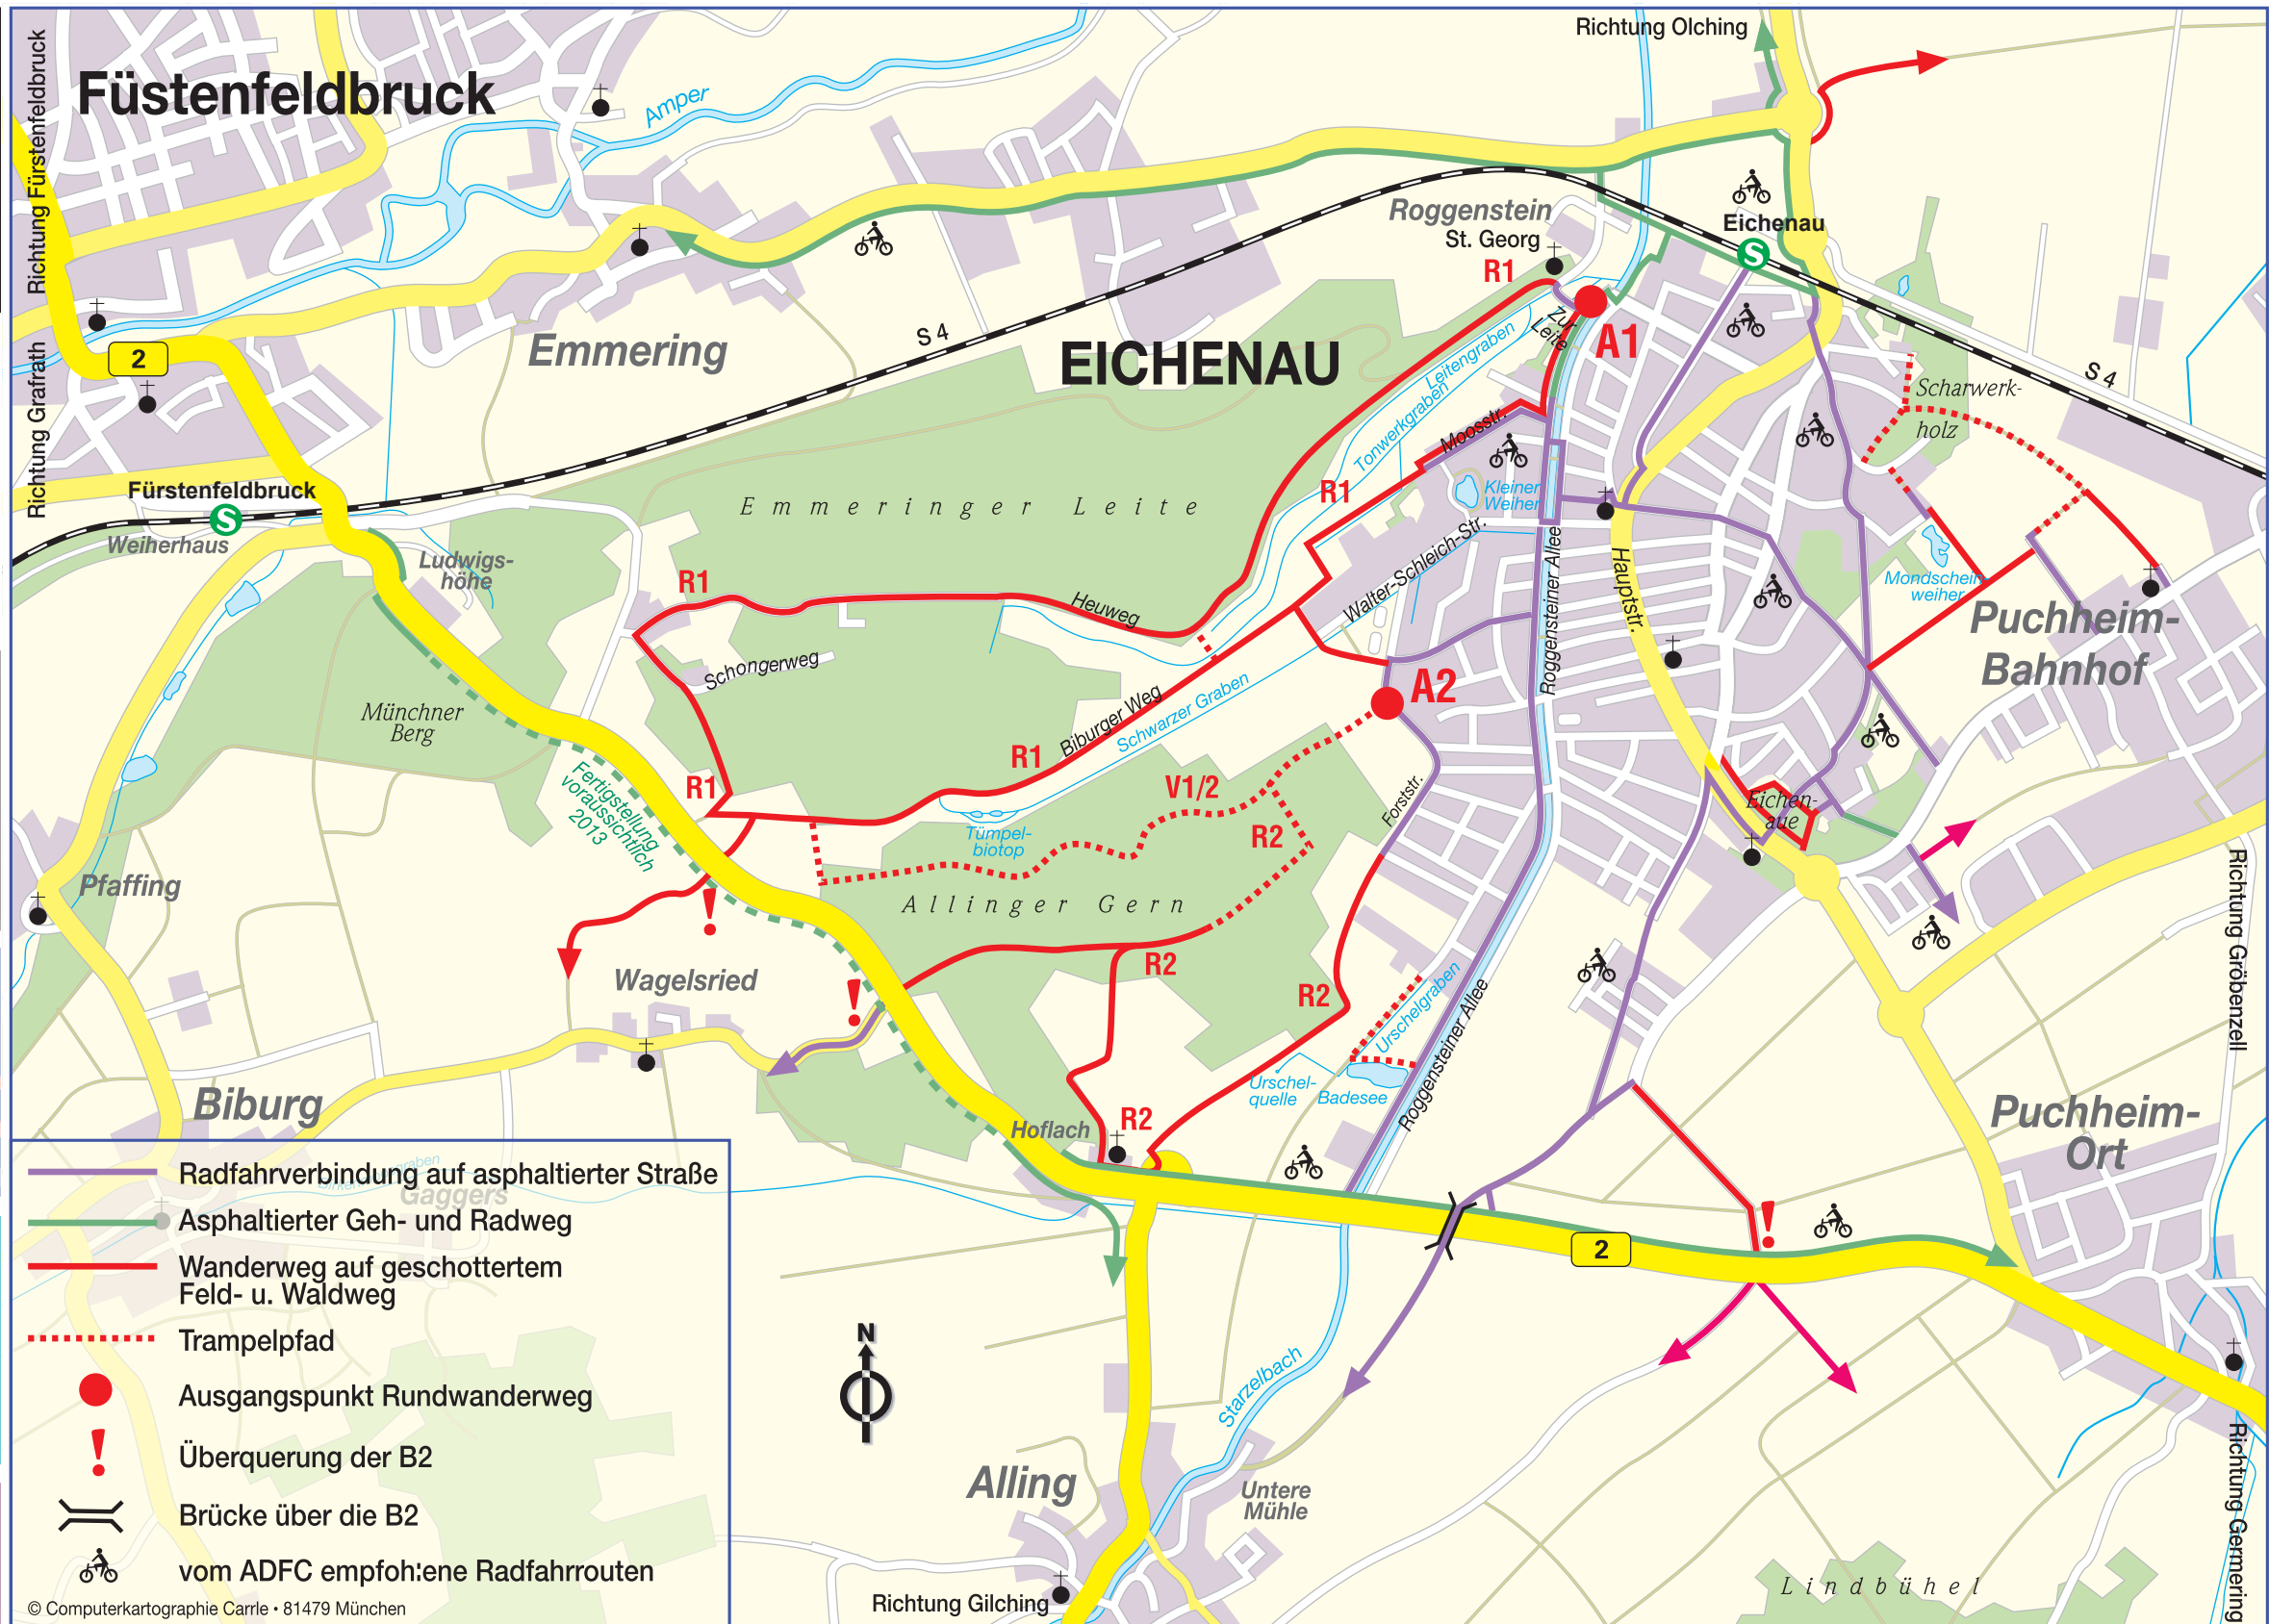 Richtung Olching
Füstenfeldbruck
Richtung Fürstenfeldbruck
Amper
Roggenstein
St. Georg
Eichenau
S
R1
Zur
Leite
A1
Emmering
S 4
EICHENAU
Leitengraben
Tonwerkgraben
S 4
2
Richtung Grafrath
Scharwerk-
holz
Moosstr.
Fürstenfeldbruck
S
Weiherhaus
Emmeringer Leite
R1
Kleiner
Weiher
Ludwigs-
höhe
Walter-Schleich-Str.
Roggensteiner Allee
Hauptstr.
Mondschein-
weiher
R1
Heuweg
Puchheim-
Bahnhof
Schongerweg
A2
Münchner
Berg
Biburger Weg
Schwarzer Graben
R1
R1
Fertigstellung
voraussichtlich
2013
V1/2
Forststr.
Eichen-
aue
Tümpel-
biotop
R2
Pfaffing
Allinger Gern
Richtung Gröbenzell
Wagelsried
R2
R2
Urschelgraben
Roggensteiner Allee
Urschel-
quelle
Badesee
Biburg
Hoflach
R2
Puchheim-
Ort
Gaggers
2
Starzelbach
Alling
Untere
Mühle
Richtung Germering
Lindbühel
Richtung Gilching
N
Radfahrverbindung auf asphaltierter Straße
Asphaltierter Geh- und Radweg
Wanderweg auf geschottertem
Feld- u. Waldweg
Trampelpfad
Ausgangspunkt Rundwanderweg
! Überquerung der B2
Brücke über die B2
vom ADFC empfoh:ene Radfahrrouten
© Computerkartographie Carrle • 81479 München